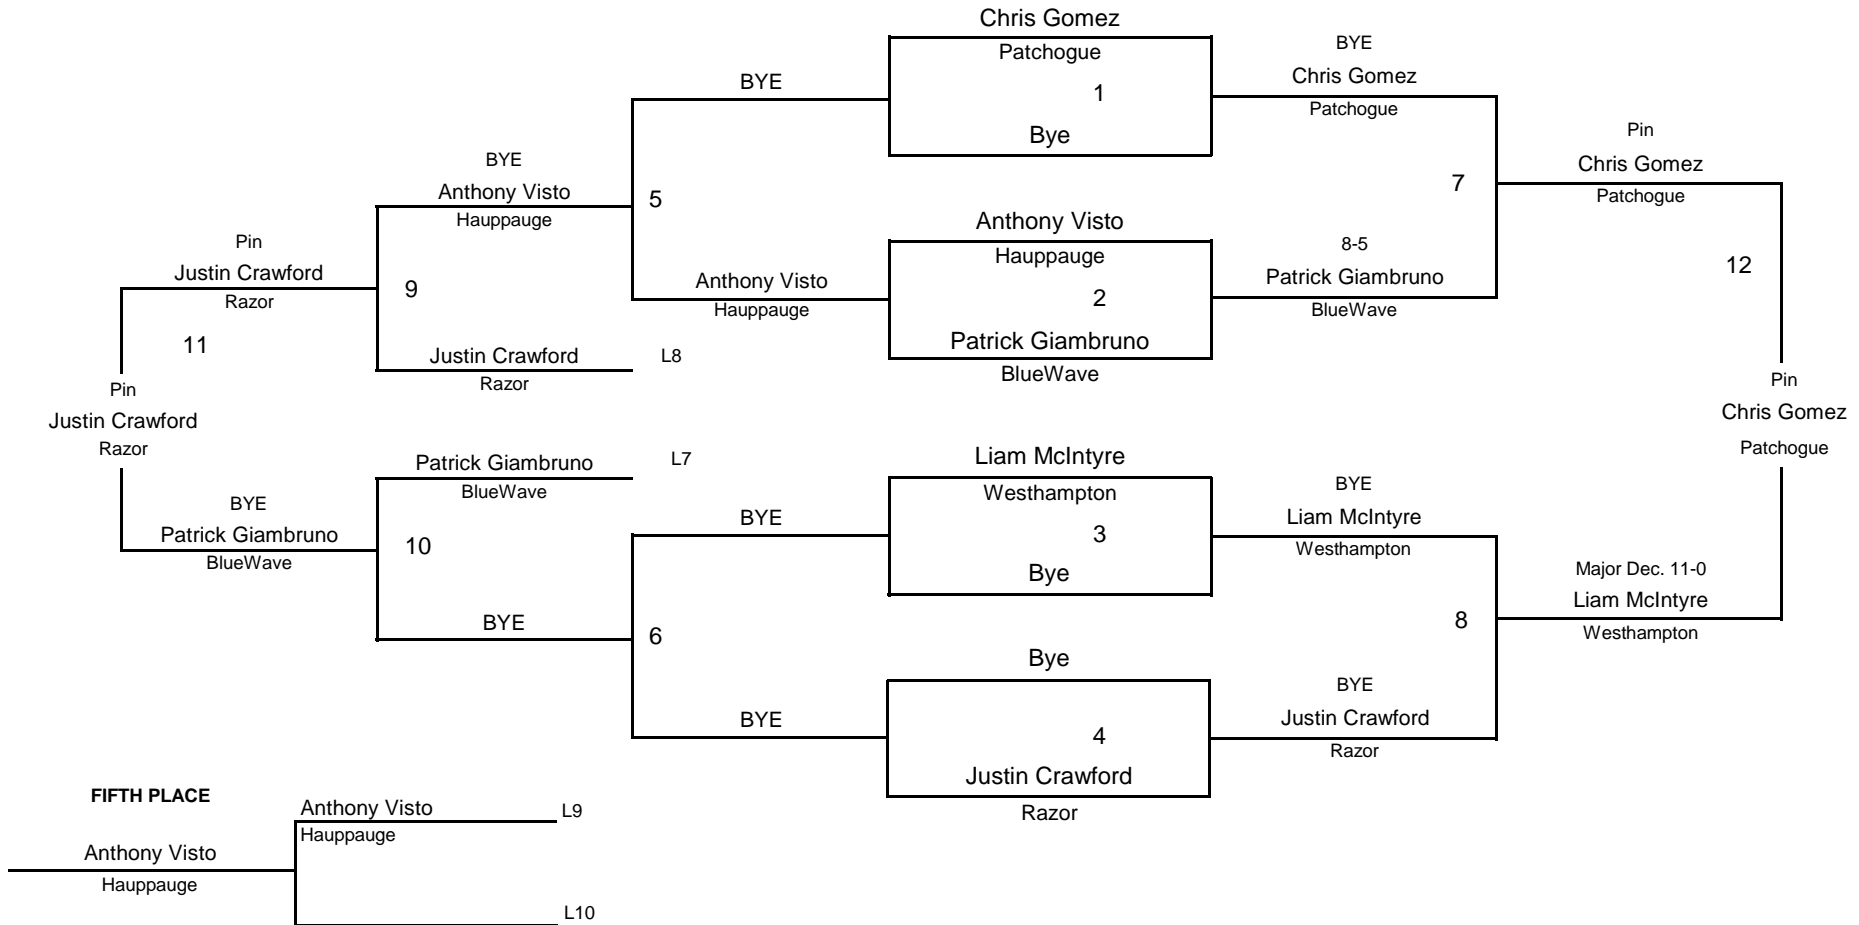 Chris Gomez
Patchogue
1
Bye
BYE
Chris Gomez
Patchogue
BYE
Pin
Chris Gomez
Patchogue
BYE
Anthony Visto
Hauppauge
5
7
Anthony Visto
Hauppauge
2
Patrick Giambruno
BlueWave
8-5
Patrick Giambruno
BlueWave
12
Pin
Justin Crawford
Razor
9
Anthony Visto
Hauppauge
11
Justin Crawford
Razor
L8
Pin
Justin Crawford
Razor
Pin
Chris Gomez
Patchogue
Patrick Giambruno
BlueWave
L7
Liam McIntyre
Westhampton
3
Bye
BYE
Liam McIntyre
Westhampton
BYE
Patrick Giambruno
BlueWave
10
BYE
Major Dec. 11-0
Liam McIntyre
Westhampton
BYE
6
8
Bye
4
Justin Crawford
Razor
BYE
Justin Crawford
Razor
BYE
FIFTH PLACE
Anthony Visto
Hauppauge
L9
Anthony Visto
Hauppauge
L10